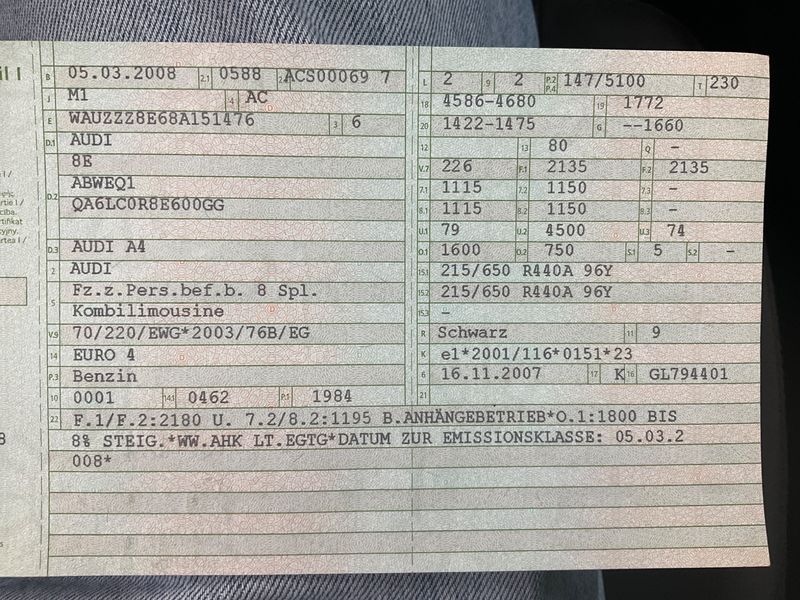 il I
B 05.03.2008 2.1 0588 2.2 ACS00069 7
J M1 4 AC
E WAUZZZ8E68A151476 3 6
D.1 AUDI
8E
D.2 ABWEQ1
QA6LC0R8E600GG
D.3 AUDI A4
2 AUDI
5 Fz.z.Pers.bef.b. 8 Spl.
Kombilimousine
V.9 70/220/EWG*2003/76B/EG
14 EURO 4
P.3 Benzin
10 0001 14.1 0462 P.1 1984
L 2 9 2 P.2 P.4 147/5100 T 230
18 4586-4680 19 1772
20 1422-1475 G --1660
12 13 80 Q -
V.7 226 F.1 2135 F.2 2135
7.1 1115 7.2 1150 7.3 -
8.1 1115 8.2 1150 8.3 -
U.1 79 U.2 4500 U.3 74
O.1 1600 O.2 750 S.1 5 S.2 -
15.1 215/650 R440A 96Y
15.2 215/650 R440A 96Y
15.3 -
R Schwarz 11 9
K e1*2001/116*0151*23
6 16.11.2007 17 K 16 GL794401
21
22 F.1/F.2:2180 U. 7.2/8.2:1195 B.ANHÄNGEBETRIEB*O.1:1800 BIS
8% STEIG.*WW.AHK LT.EGTG*DATUM ZUR EMISSIONSKLASSE: 05.03.2
008*